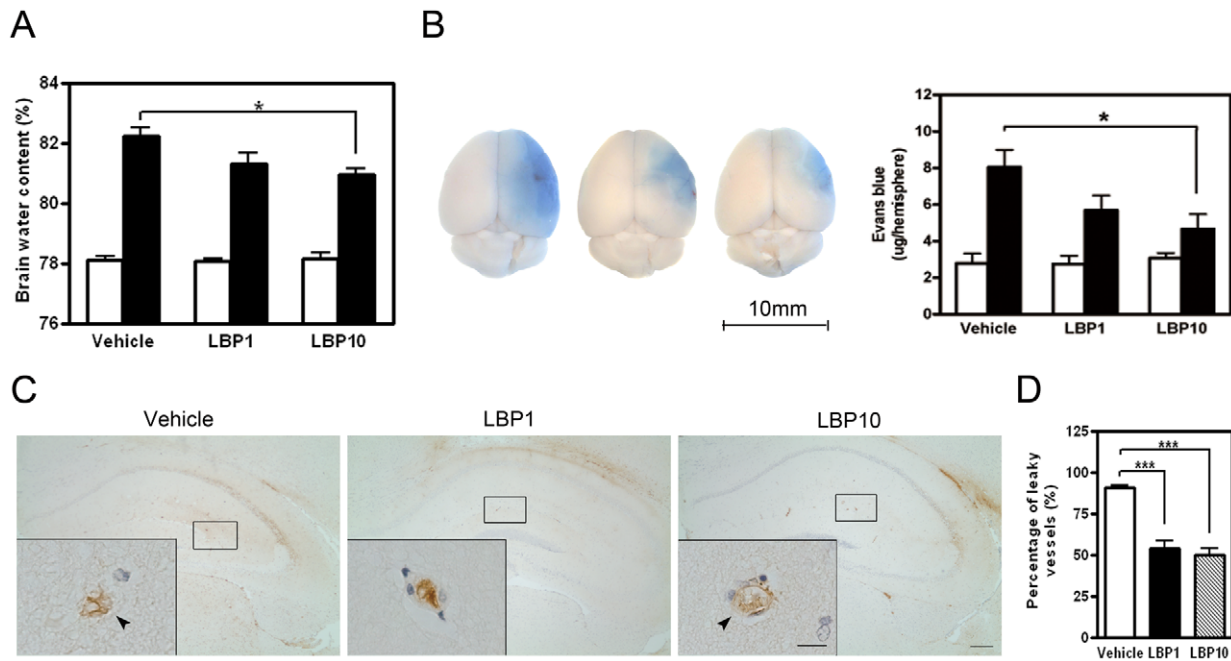 A
Brain water content (%)
84
82
80
78
76
*
Vehicle
LBP1
LBP10
B
10mm
Evans blue
(ug/hemisphere)
12
10
8
6
4
2
0
*
Vehicle
LBP1
LBP10
C
Vehicle
LBP1
LBP10
D
Percentage of leaky
vessels (%)
125
100
75
50
25
0
***
***
Vehicle LBP1 LBP10